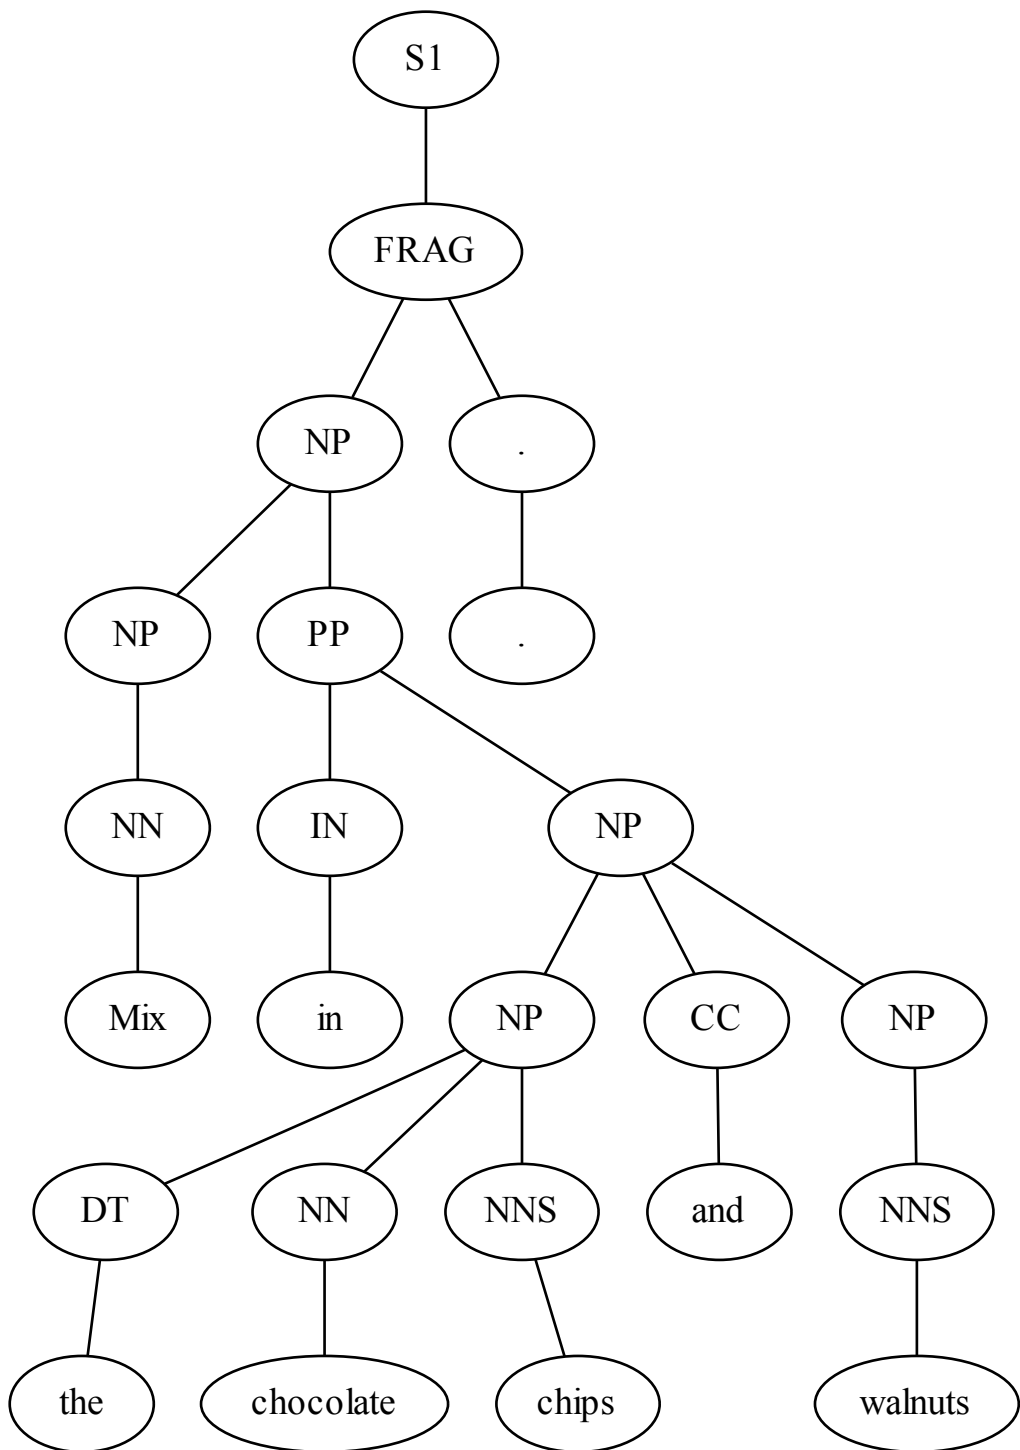 S1
FRAG
NP .
NP PP .
NN IN NP
Mix in NP CC NP
DT NN NNS and NNS
the chocolate chips walnuts